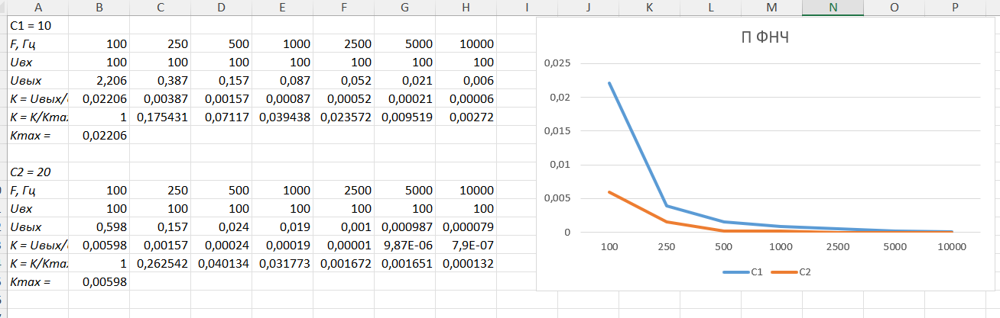 A B C D E F G H I J K L M N O P
C1 = 10
F, Гц 100 250 500 1000 2500 5000 10000
Uвх 100 100 100 100 100 100 100
Uвых 2,206 0,387 0,157 0,087 0,052 0,021 0,006
K = Uвых/ 0,02206 0,00387 0,00157 0,00087 0,00052 0,00021 0,00006
K = K/Kmax 1 0,175431 0,07117 0,039438 0,023572 0,009519 0,00272
Kmax = 0,02206
C2 = 20
F, Гц 100 250 500 1000 2500 5000 10000
Uвх 100 100 100 100 100 100 100
Uвых 0,598 0,157 0,024 0,019 0,001 0,000987 0,000079
K = Uвых/ 0,00598 0,00157 0,00024 0,00019 0,00001 9,87E-06 7,9E-07
K = K/Kmax 1 0,262542 0,040134 0,031773 0,001672 0,001651 0,000132
Kmax = 0,00598
П ФНЧ
0,025
0,02
0,015
0,01
0,005
0
100 250 500 1000 2500 5000 10000
C1 C2